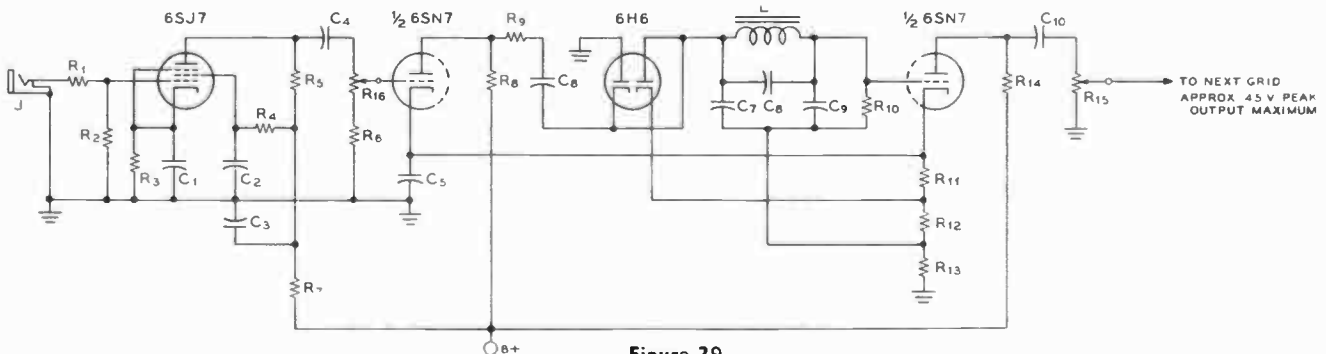 6SJ7
½ 6SN7
6H6
½ 6SN7
J
R1
R2
R3
C1
C2
R4
C3
R5
R7
C4
R16
R6
C5
R8
R9
C8
L
C7
C8
C9
R10
R11
R12
R13
R14
C10
R15
TO NEXT GRID
APPROX 45 V PEAK
OUTPUT MAXIMUM
B+
Figure 29